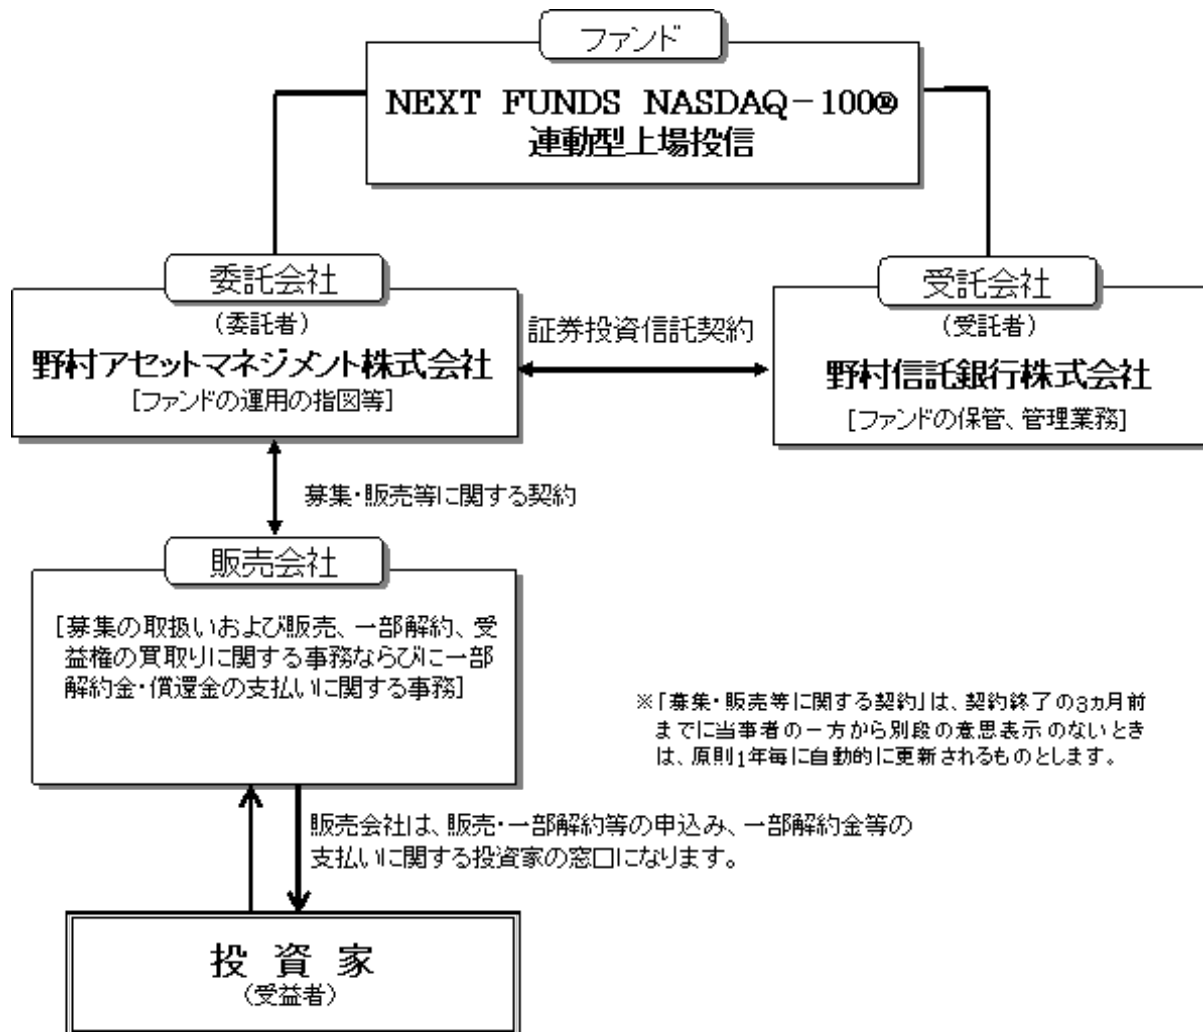 ファンド
NEXT FUNDS NASDAQ－100®
連動型上場投信
委託会社
（委託者）
野村アセットマネジメント株式会社
[ファンドの運用の指図等]
証券投資信託契約
受託会社
（受託者）
野村信託銀行株式会社
[ファンドの保管、管理業務]
募集・販売等に関する契約
販売会社
[募集の取扱いおよび販売、一部解約、受
益権の買取りに関する事務ならびに一部
解約金・償還金の支払いに関する事務]
※「募集・販売等に関する契約」は、契約終了の3ヵ月前
までに当事者の一方から別段の意思表示のないとき
は、原則1年毎に自動的に更新されるものとします。
販売会社は、販売・一部解約等の申込み、一部解約金等の
支払いに関する投資家の窓口になります。
投資家
（受益者）